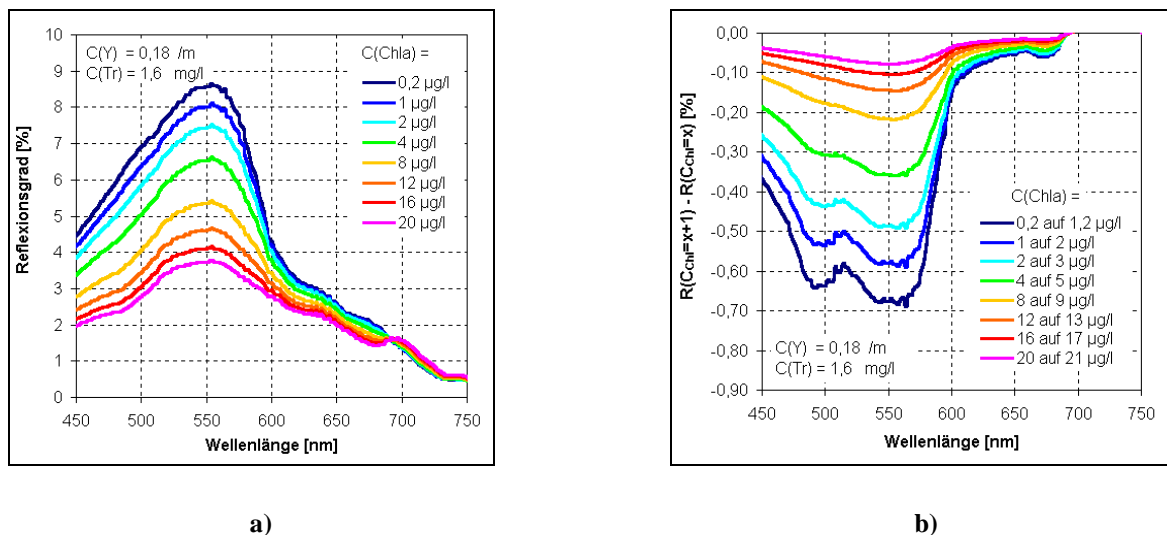 C(Y) = 0,18 /m
C(Tr) = 1,6 mg/l
C(Chla) =
0,2 µg/l
1 µg/l
2 µg/l
4 µg/l
8 µg/l
12 µg/l
16 µg/l
20 µg/l
10
9
8
7
6
5
4
3
2
1
0
Reflexionsgrad [%]
450 500 550 600 650 700 750
Wellenlänge [nm]
a)
0,00
-0,10
-0,20
-0,30
-0,40
-0,50
-0,60
-0,70
-0,80
-0,90
R(CChl=x+1) - R(CChl=x) [%]
C(Chla) =
0,2 auf 1,2 µg/l
1 auf 2 µg/l
2 auf 3 µg/l
4 auf 5 µg/l
8 auf 9 µg/l
12 auf 13 µg/l
16 auf 17 µg/l
20 auf 21 µg/l
C(Y) = 0,18 /m
C(Tr) = 1,6 mg/l
450 500 550 600 650 700 750
Wellenlänge [nm]
b)